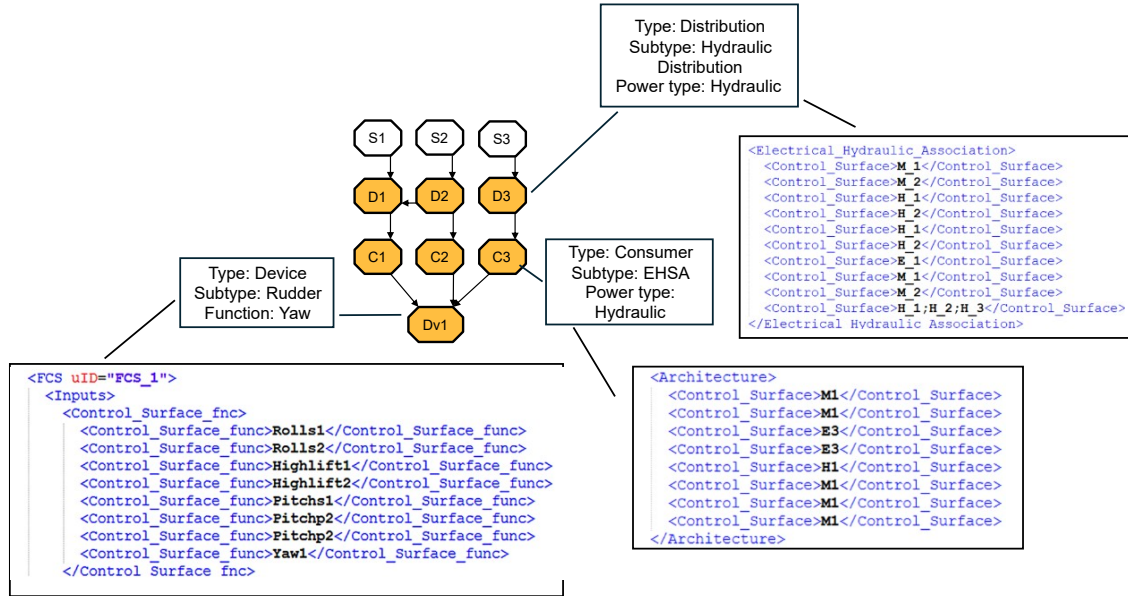 Type: Distribution
Subtype: Hydraulic
Distribution
Power type: Hydraulic
S1
S2
S3
D1
D2
D3
C1
C2
C3
Dv1
Type: Consumer
Subtype: EHSA
Power type:
Hydraulic
Type: Device
Subtype: Rudder
Function: Yaw
<Electrical_Hydraulic_Association>
<Control_Surface>M_1</Control_Surface>
<Control_Surface>M_2</Control_Surface>
<Control_Surface>H_1</Control_Surface>
<Control_Surface>H_2</Control_Surface>
<Control_Surface>H_1</Control_Surface>
<Control_Surface>H_2</Control_Surface>
<Control_Surface>E_1</Control_Surface>
<Control_Surface>M_1</Control_Surface>
<Control_Surface>M_2</Control_Surface>
<Control_Surface>H_1;H_2;H_3</Control_Surface>
</Electrical_Hydraulic_Association>
<FCS uID="FCS_1">
<Inputs>
<Control_Surface_fnc>
<Control_Surface_func>Rolls1</Control_Surface_func>
<Control_Surface_func>Rolls2</Control_Surface_func>
<Control_Surface_func>Highlift1</Control_Surface_func>
<Control_Surface_func>Highlift2</Control_Surface_func>
<Control_Surface_func>Pitchs1</Control_Surface_func>
<Control_Surface_func>Pitchp2</Control_Surface_func>
<Control_Surface_func>Pitchp2</Control_Surface_func>
<Control_Surface_func>Yaw1</Control_Surface_func>
</Control_Surface_fnc>
<Architecture>
<Control_Surface>M1</Control_Surface>
<Control_Surface>M1</Control_Surface>
<Control_Surface>E3</Control_Surface>
<Control_Surface>E3</Control_Surface>
<Control_Surface>H1</Control_Surface>
<Control_Surface>M1</Control_Surface>
<Control_Surface>M1</Control_Surface>
<Control_Surface>M1</Control_Surface>
</Architecture>